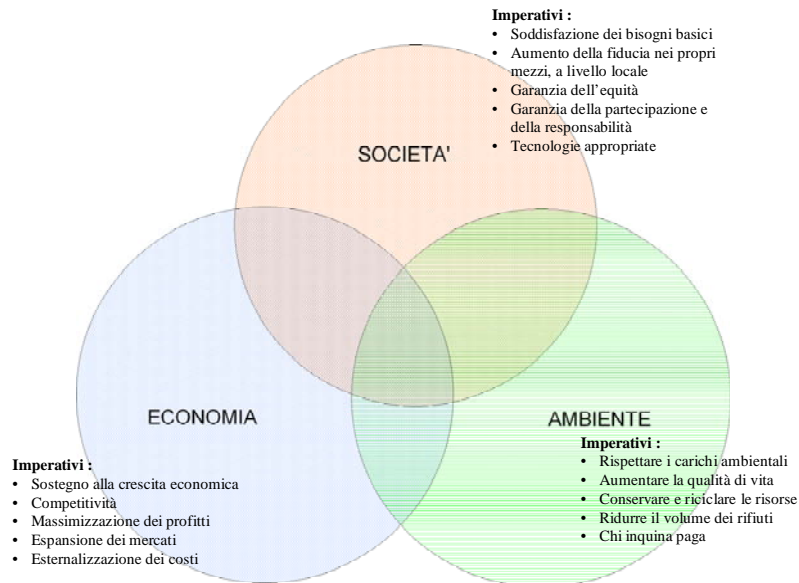 Imperativi :
• Soddisfazione dei bisogni basici
• Aumento della fiducia nei propri
mezzi, a livello locale
• Garanzia dell'equità
• Garanzia della partecipazione e
della responsabilità
• Tecnologie appropriate
SOCIETA'
ECONOMIA
Imperativi :
• Sostegno alla crescita economica
• Competitività
• Massimizzazione dei profitti
• Espansione dei mercati
• Esternalizzazione dei costi
AMBIENTE
Imperativi :
• Rispettare i carichi ambientali
• Aumentare la qualità di vita
• Conservare e riciclare le risorse
• Ridurre il volume dei rifiuti
• Chi inquina paga